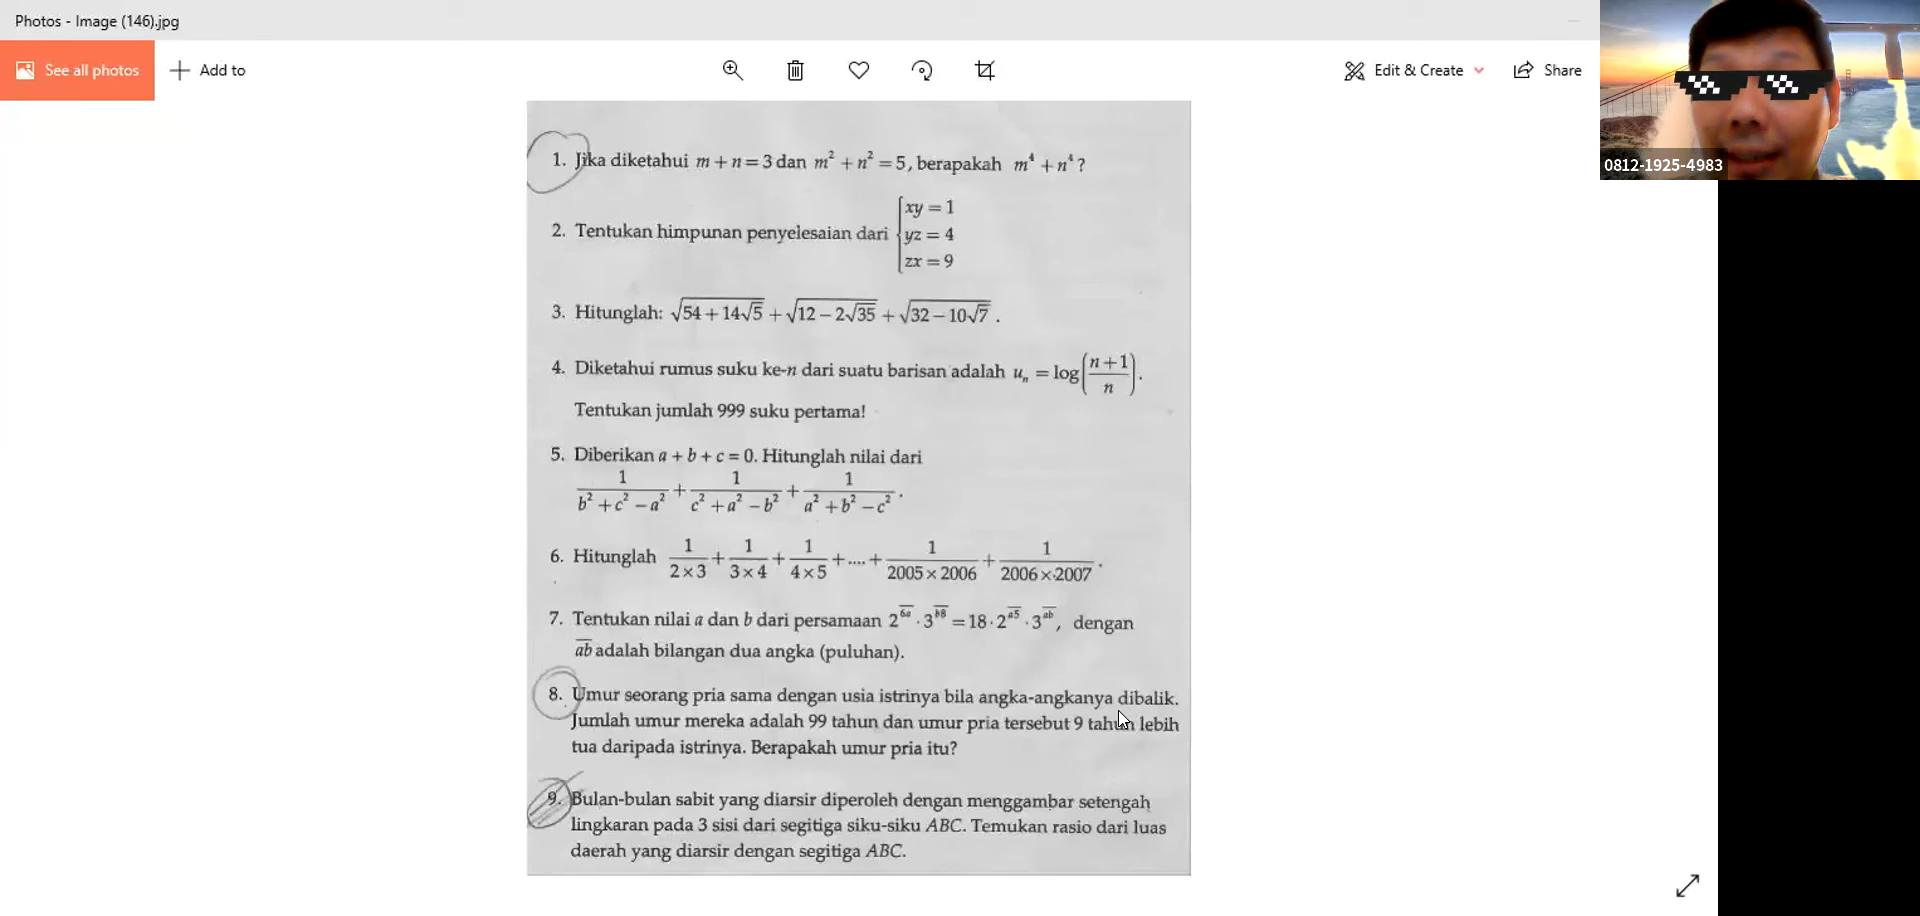 Photos - Image (146).jpg
See all photos
Add to
Edit & Create
Share
0812-1925-4983
1. Jika diketahui m + n = 3 dan m² + n² = 5, berapakah m⁴ + n⁴ ?
2. Tentukan himpunan penyelesaian dari { xy = 1
yz = 4
zx = 9
3. Hitunglah: √(54 + 14√5) + √(12 – 2√35) + √(32 – 10√7) .
4. Diketahui rumus suku ke-n dari suatu barisan adalah uₙ = log((n+1)/n).
Tentukan jumlah 999 suku pertama!
5. Diberikan a + b + c = 0. Hitunglah nilai dari
1/(b² + c² – a²) + 1/(c² + a² – b²) + 1/(a² + b² – c²) .
6. Hitunglah 1/(2×3) + 1/(3×4) + 1/(4×5) + .... + 1/(2005×2006) + 1/(2006×2007) .
7. Tentukan nilai a dan b dari persamaan 2^(6a) · 3^(b8) = 18 · 2^(a5) · 3^(ab), dengan
ab adalah bilangan dua angka (puluhan).
8. Umur seorang pria sama dengan usia istrinya bila angka-angkanya dibalik.
Jumlah umur mereka adalah 99 tahun dan umur pria tersebut 9 tahun lebih
tua daripada istrinya. Berapakah umur pria itu?
9. Bulan-bulan sabit yang diarsir diperoleh dengan menggambar setengah
lingkaran pada 3 sisi dari segitiga siku-siku ABC. Temukan rasio dari luas
daerah yang diarsir dengan segitiga ABC.